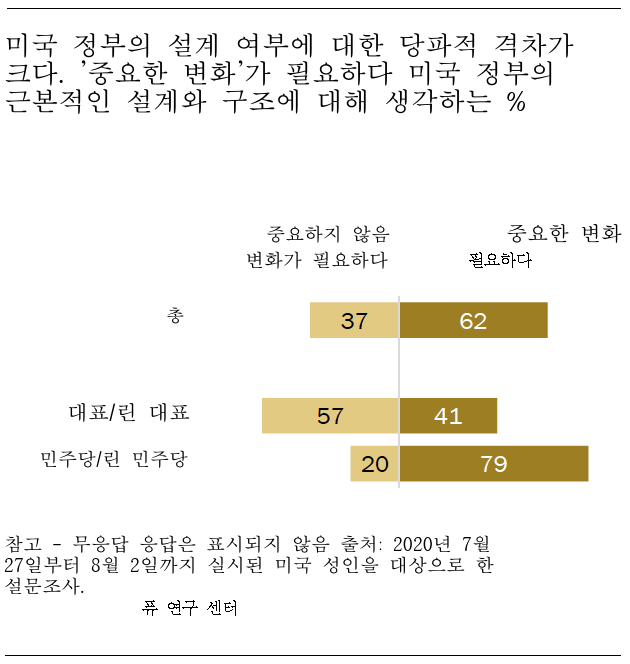 미국 정부의 설계 여부에 대한 당파적 격차가
크다. '중요한 변화'가 필요하다 미국 정부의
근본적인 설계와 구조에 대해 생각하는 %
중요하지 않음
변화가 필요하다
중요한 변화
필요하다
총
37
62
대표/린 대표
57
41
민주당/린 민주당
20
79
참고 - 무응답 응답은 표시되지 않음 출처: 2020년 7월
27일부터 8월 2일까지 실시된 미국 성인을 대상으로 한
설문조사.
퓨 연구 센터